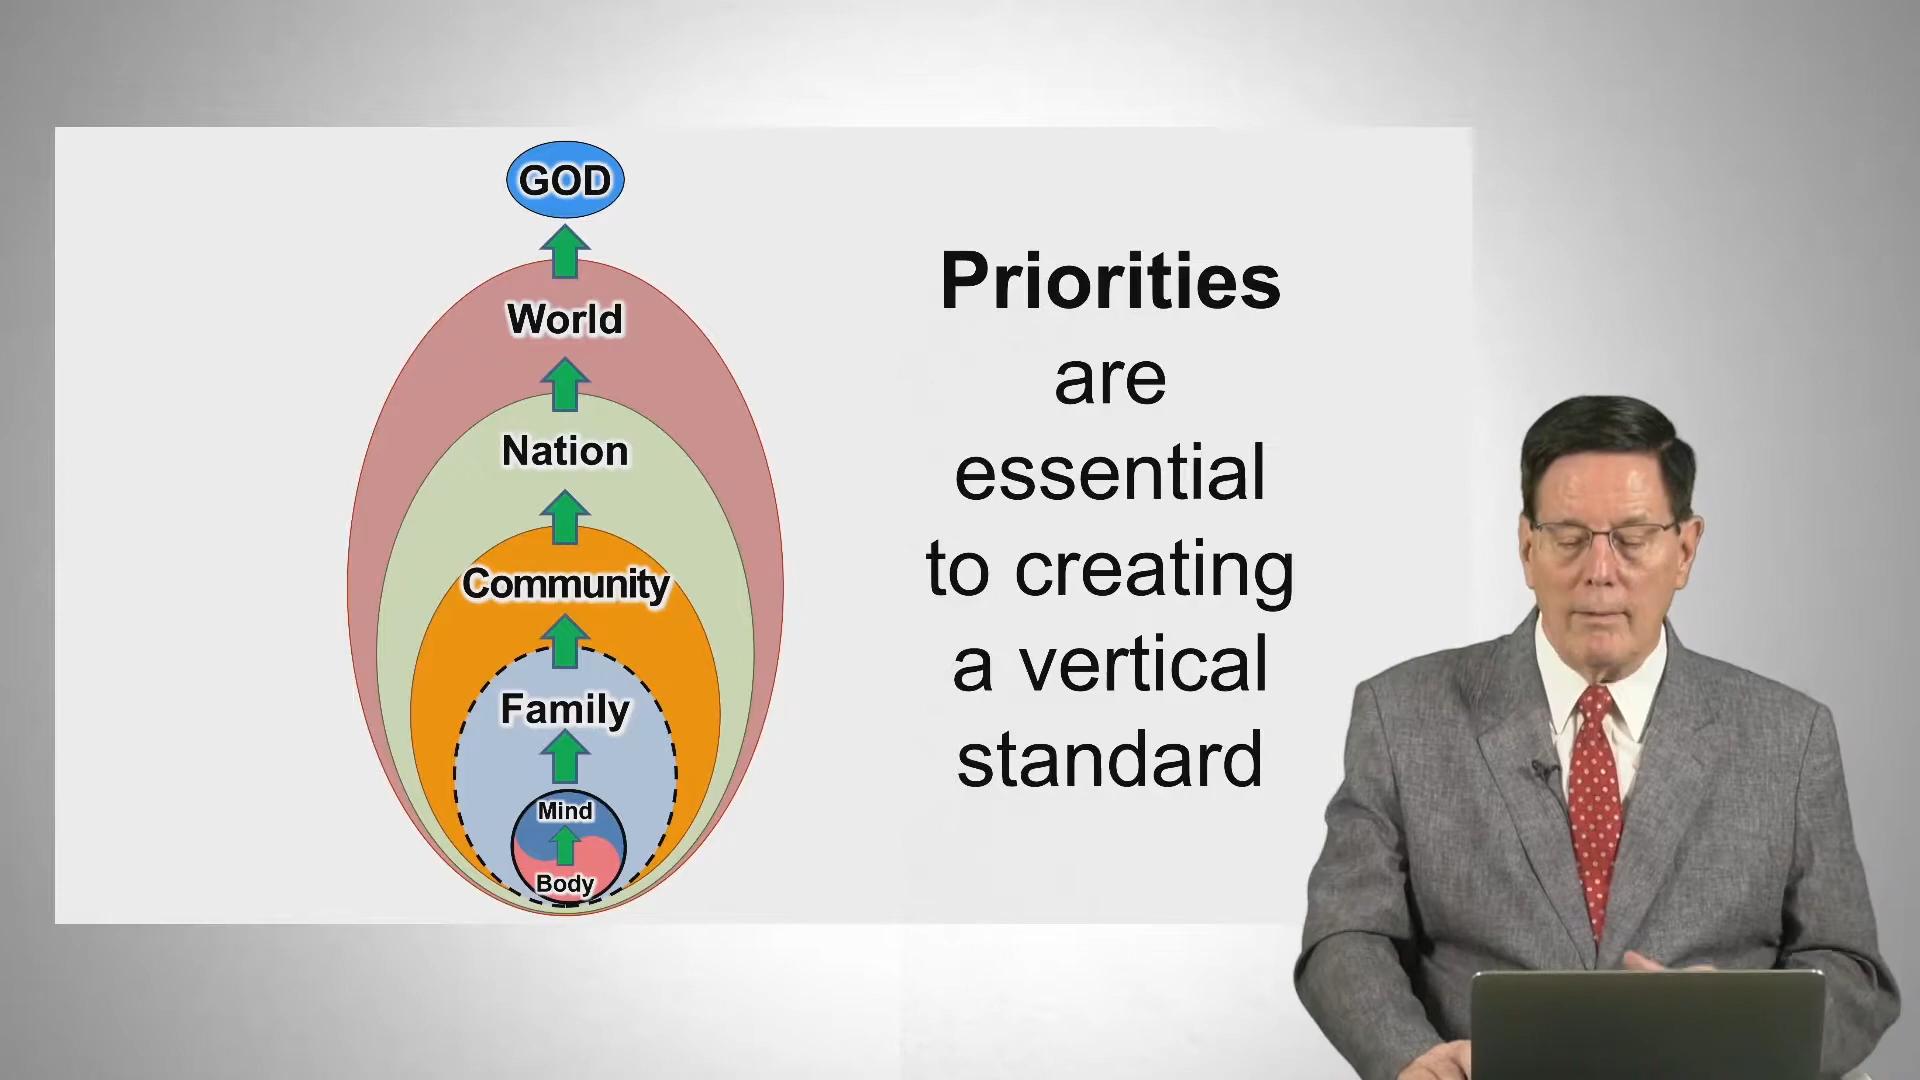 GOD
World
Nation
Community
Family
Mind
Body
Priorities
are
essential
to creating
a vertical
standard